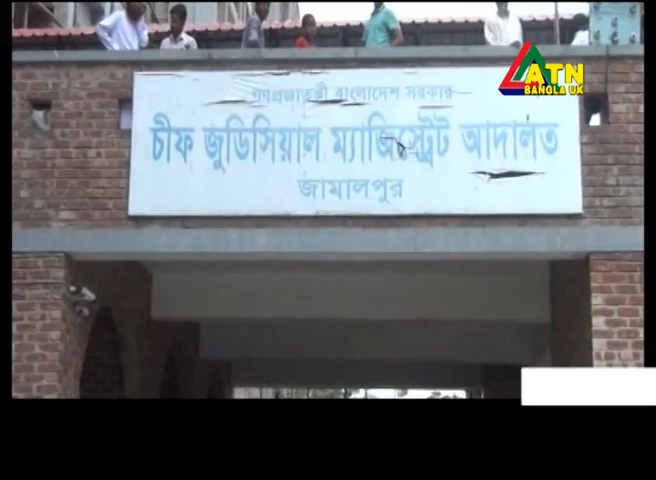 ATN
BANGLA UK
গণপ্রজাতন্ত্রী বাংলাদেশ সরকার
চীফ জুডিসিয়াল ম্যাজিস্ট্রেট আদালত
জামালপুর